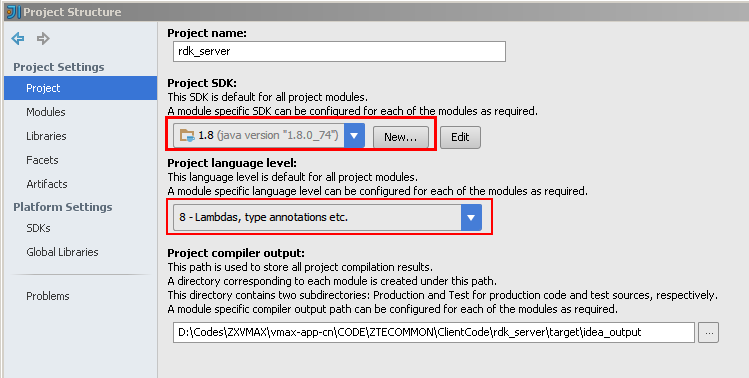 Project Structure
Project Settings
Project
Modules
Libraries
Facets
Artifacts
Platform Settings
SDKs
Global Libraries
Problems
Project name:
rdk_server
Project SDK:
This SDK is default for all project modules.
A module specific SDK can be configured for each of the modules as required.
1.8 (java version "1.8.0_74")
New...
Edit
Project language level:
This language level is default for all project modules.
A module specific language level can be configured for each of the modules as required.
8 - Lambdas, type annotations etc.
Project compiler output:
This path is used to store all project compilation results.
A directory corresponding to each module is created under this path.
This directory contains two subdirectories: Production and Test for production code and test sources, respectively.
A module specific compiler output path can be configured for each of the modules as required.
D:\Codes\ZXVMAX\vmax-app-cn\CODE\ZTECOMMON\ClientCode\rdk_server\target\idea_output
...